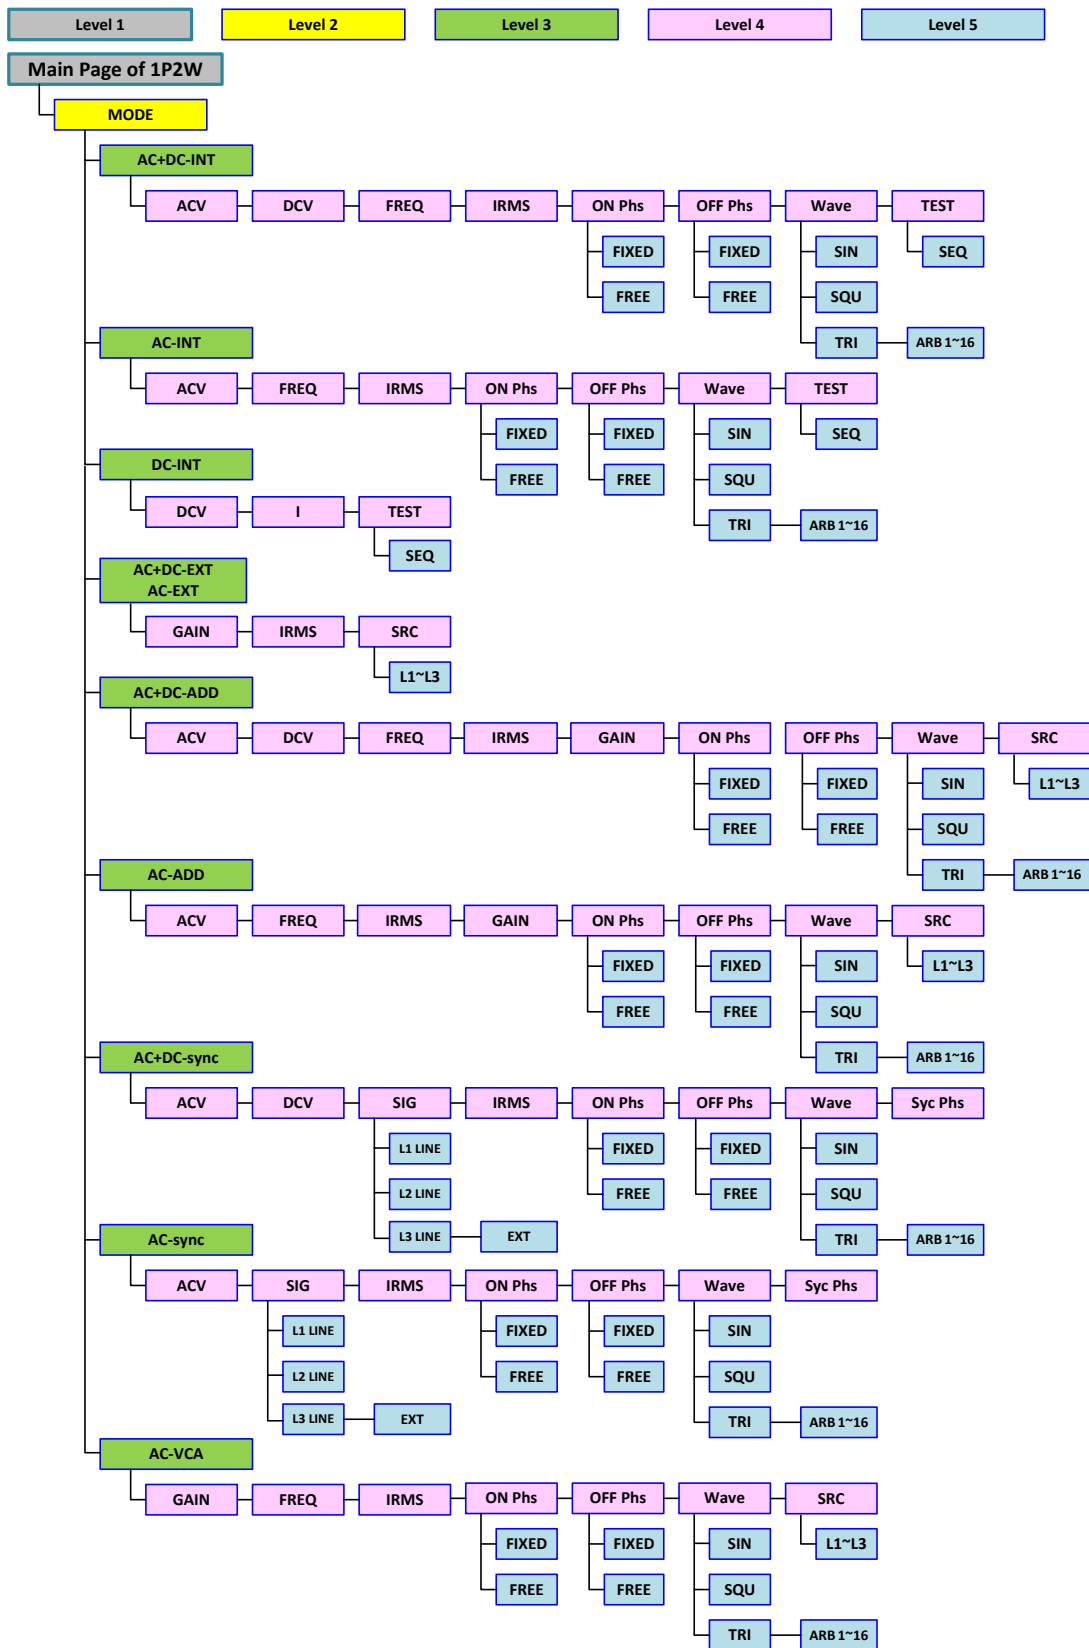 Level 1 Level 2 Level 3 Level 4 Level 5
Main Page of 1P2W
MODE
AC+DC-INT
ACV DCV FREQ IRMS ON Phs OFF Phs Wave TEST
FIXED FIXED SIN SEQ
FREE FREE SQU
TRI ARB 1~16
AC-INT
ACV FREQ IRMS ON Phs OFF Phs Wave TEST
FIXED FIXED SIN SEQ
FREE FREE SQU
TRI ARB 1~16
DC-INT
DCV I TEST
SEQ
AC+DC-EXT
AC-EXT
GAIN IRMS SRC
L1~L3
AC+DC-ADD
ACV DCV FREQ IRMS GAIN ON Phs OFF Phs Wave SRC
FIXED FIXED SIN L1~L3
FREE FREE SQU
TRI ARB 1~16
AC-ADD
ACV FREQ IRMS GAIN ON Phs OFF Phs Wave SRC
FIXED FIXED SIN L1~L3
FREE FREE SQU
TRI ARB 1~16
AC+DC-sync
ACV DCV SIG IRMS ON Phs OFF Phs Wave Syc Phs
L1 LINE FIXED FIXED SIN
L2 LINE FREE FREE SQU
L3 LINE EXT TRI ARB 1~16
AC-sync
ACV SIG IRMS ON Phs OFF Phs Wave Syc Phs
L1 LINE FIXED FIXED SIN
L2 LINE FREE FREE SQU
L3 LINE EXT TRI ARB 1~16
AC-VCA
GAIN FREQ IRMS ON Phs OFF Phs Wave SRC
FIXED FIXED SIN L1~L3
FREE FREE SQU
TRI ARB 1~16